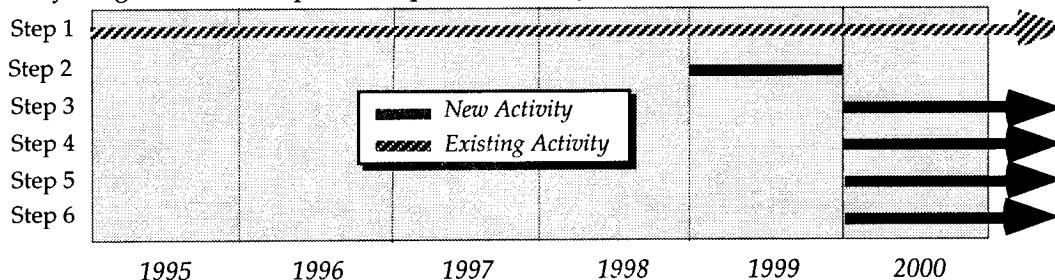 Step 1
Step 2
Step 3
Step 4
Step 5
Step 6
New Activity
Existing Activity
1995 1996 1997 1998 1999 2000